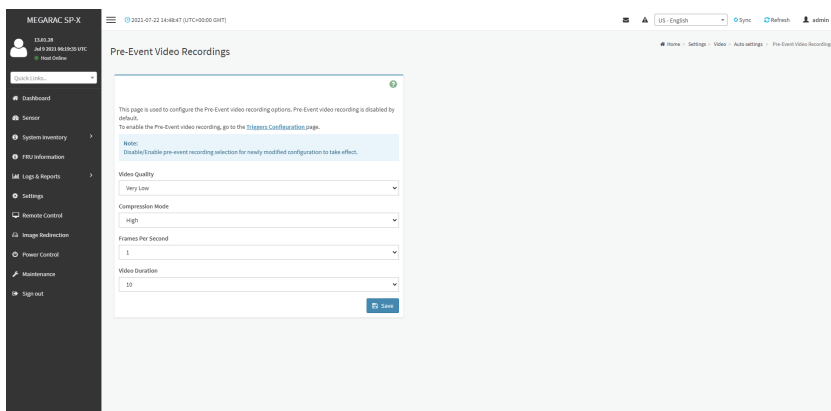 MEGARAC SP-X
2021-07-22 14:48:47 (UTC+00:00 GMT)
US - English
Sync
Refresh
admin
13.01.28
Jul 9 2021 06:19:35 UTC
Host Online
Quick Links...
Dashboard
Sensor
System Inventory
FRU Information
Logs & Reports
Settings
Remote Control
Image Redirection
Power Control
Maintenance
Sign out
Pre-Event Video Recordings
Home > Settings > Video > Auto settings > Pre-Event Video Recording
This page is used to configure the Pre-Event video recording options. Pre-Event video recording is disabled by
default.
To enable the Pre-Event video recording, go to the Triggers Configuration page.
Note:
Disable/Enable pre-event recording selection for newly modified configuration to take effect.
Video Quality
Very Low
Compression Mode
High
Frames Per Second
1
Video Duration
10
Save